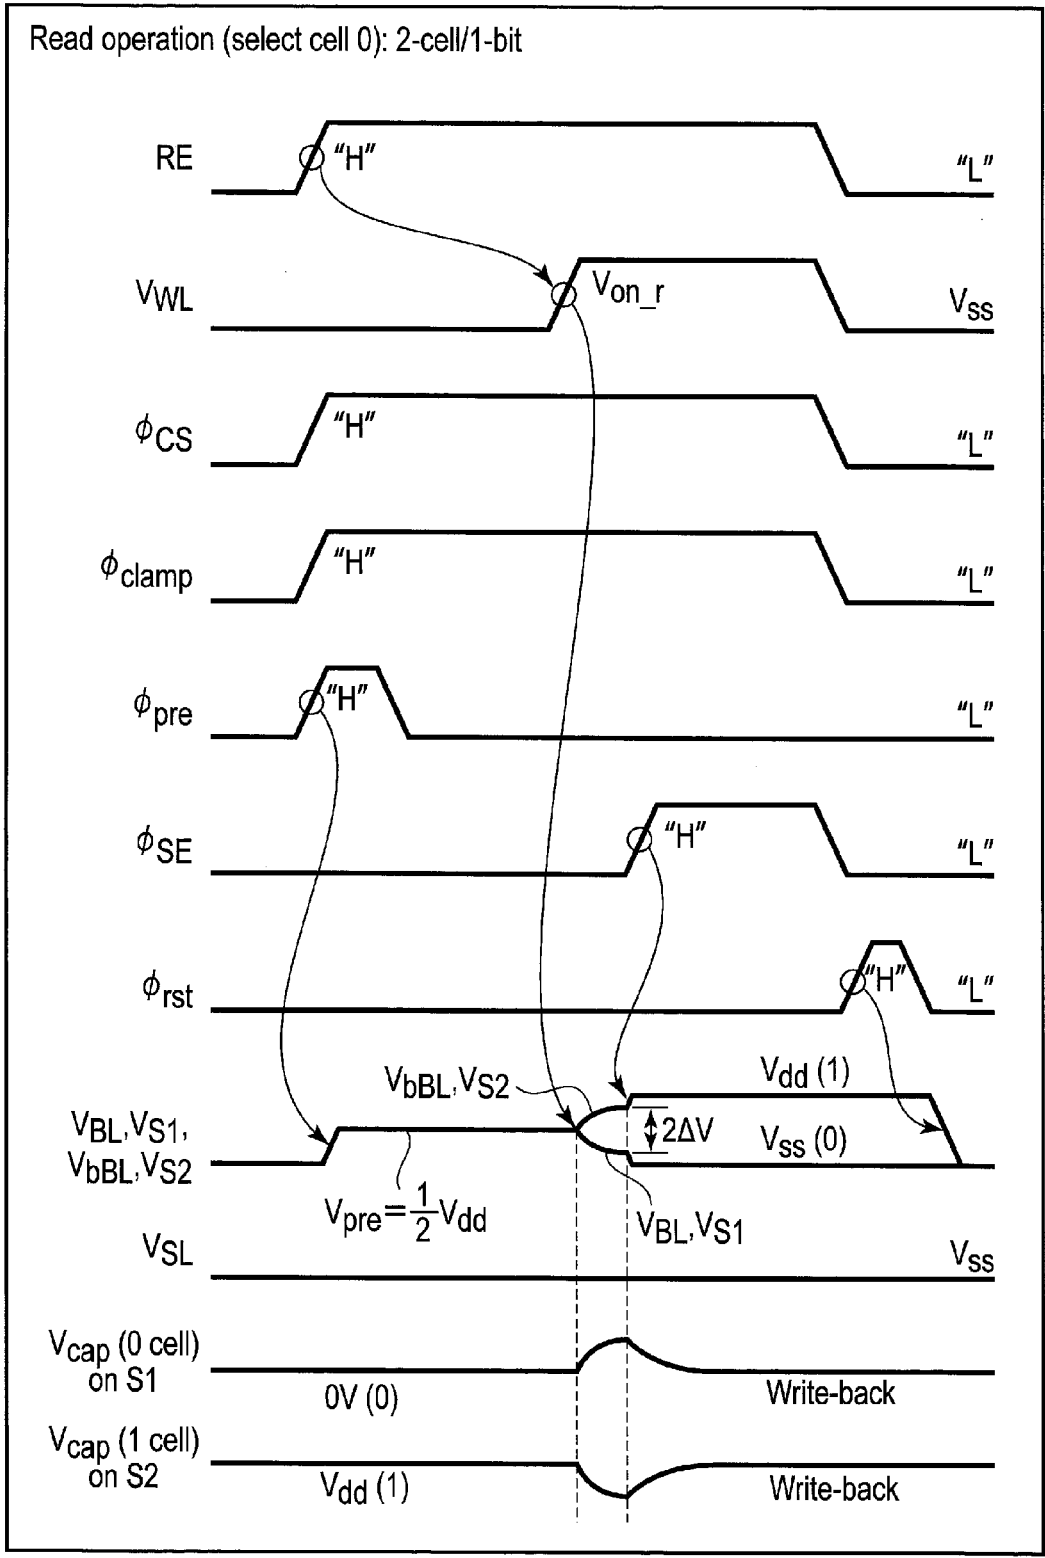 Read operation (select cell 0): 2-cell/1-bit
RE
“H”
“L”
VWL
Von_r
Vss
ϕCS
“H”
“L”
ϕclamp
“H”
“L”
ϕpre
“H”
“L”
ϕSE
“H”
“L”
ϕrst
“H”
“L”
VbBL,VS2
Vdd (1)
VBL,VS1,
VbBL,VS2
2ΔV
Vss (0)
Vpre=1/2Vdd
VBL,VS1
VSL
Vss
Vcap (0 cell)
on S1
0V (0)
Write-back
Vcap (1 cell)
on S2
Vdd (1)
Write-back